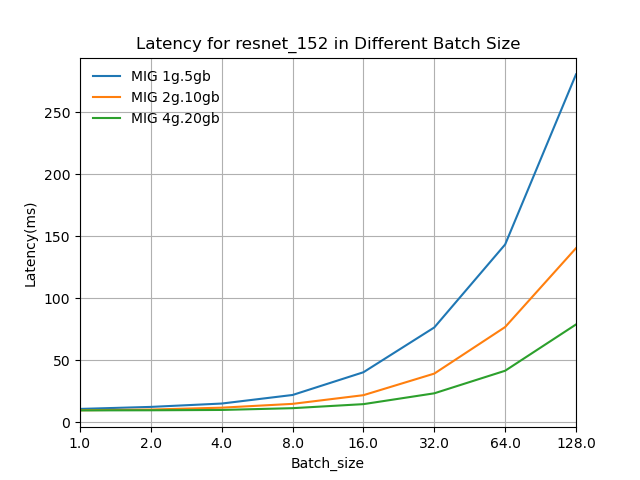 Latency for resnet_152 in Different Batch Size
MIG 1g.5gb
MIG 2g.10gb
MIG 4g.20gb
Latency(ms)
250
200
150
100
50
0
1.0 2.0 4.0 8.0 16.0 32.0 64.0 128.0
Batch_size